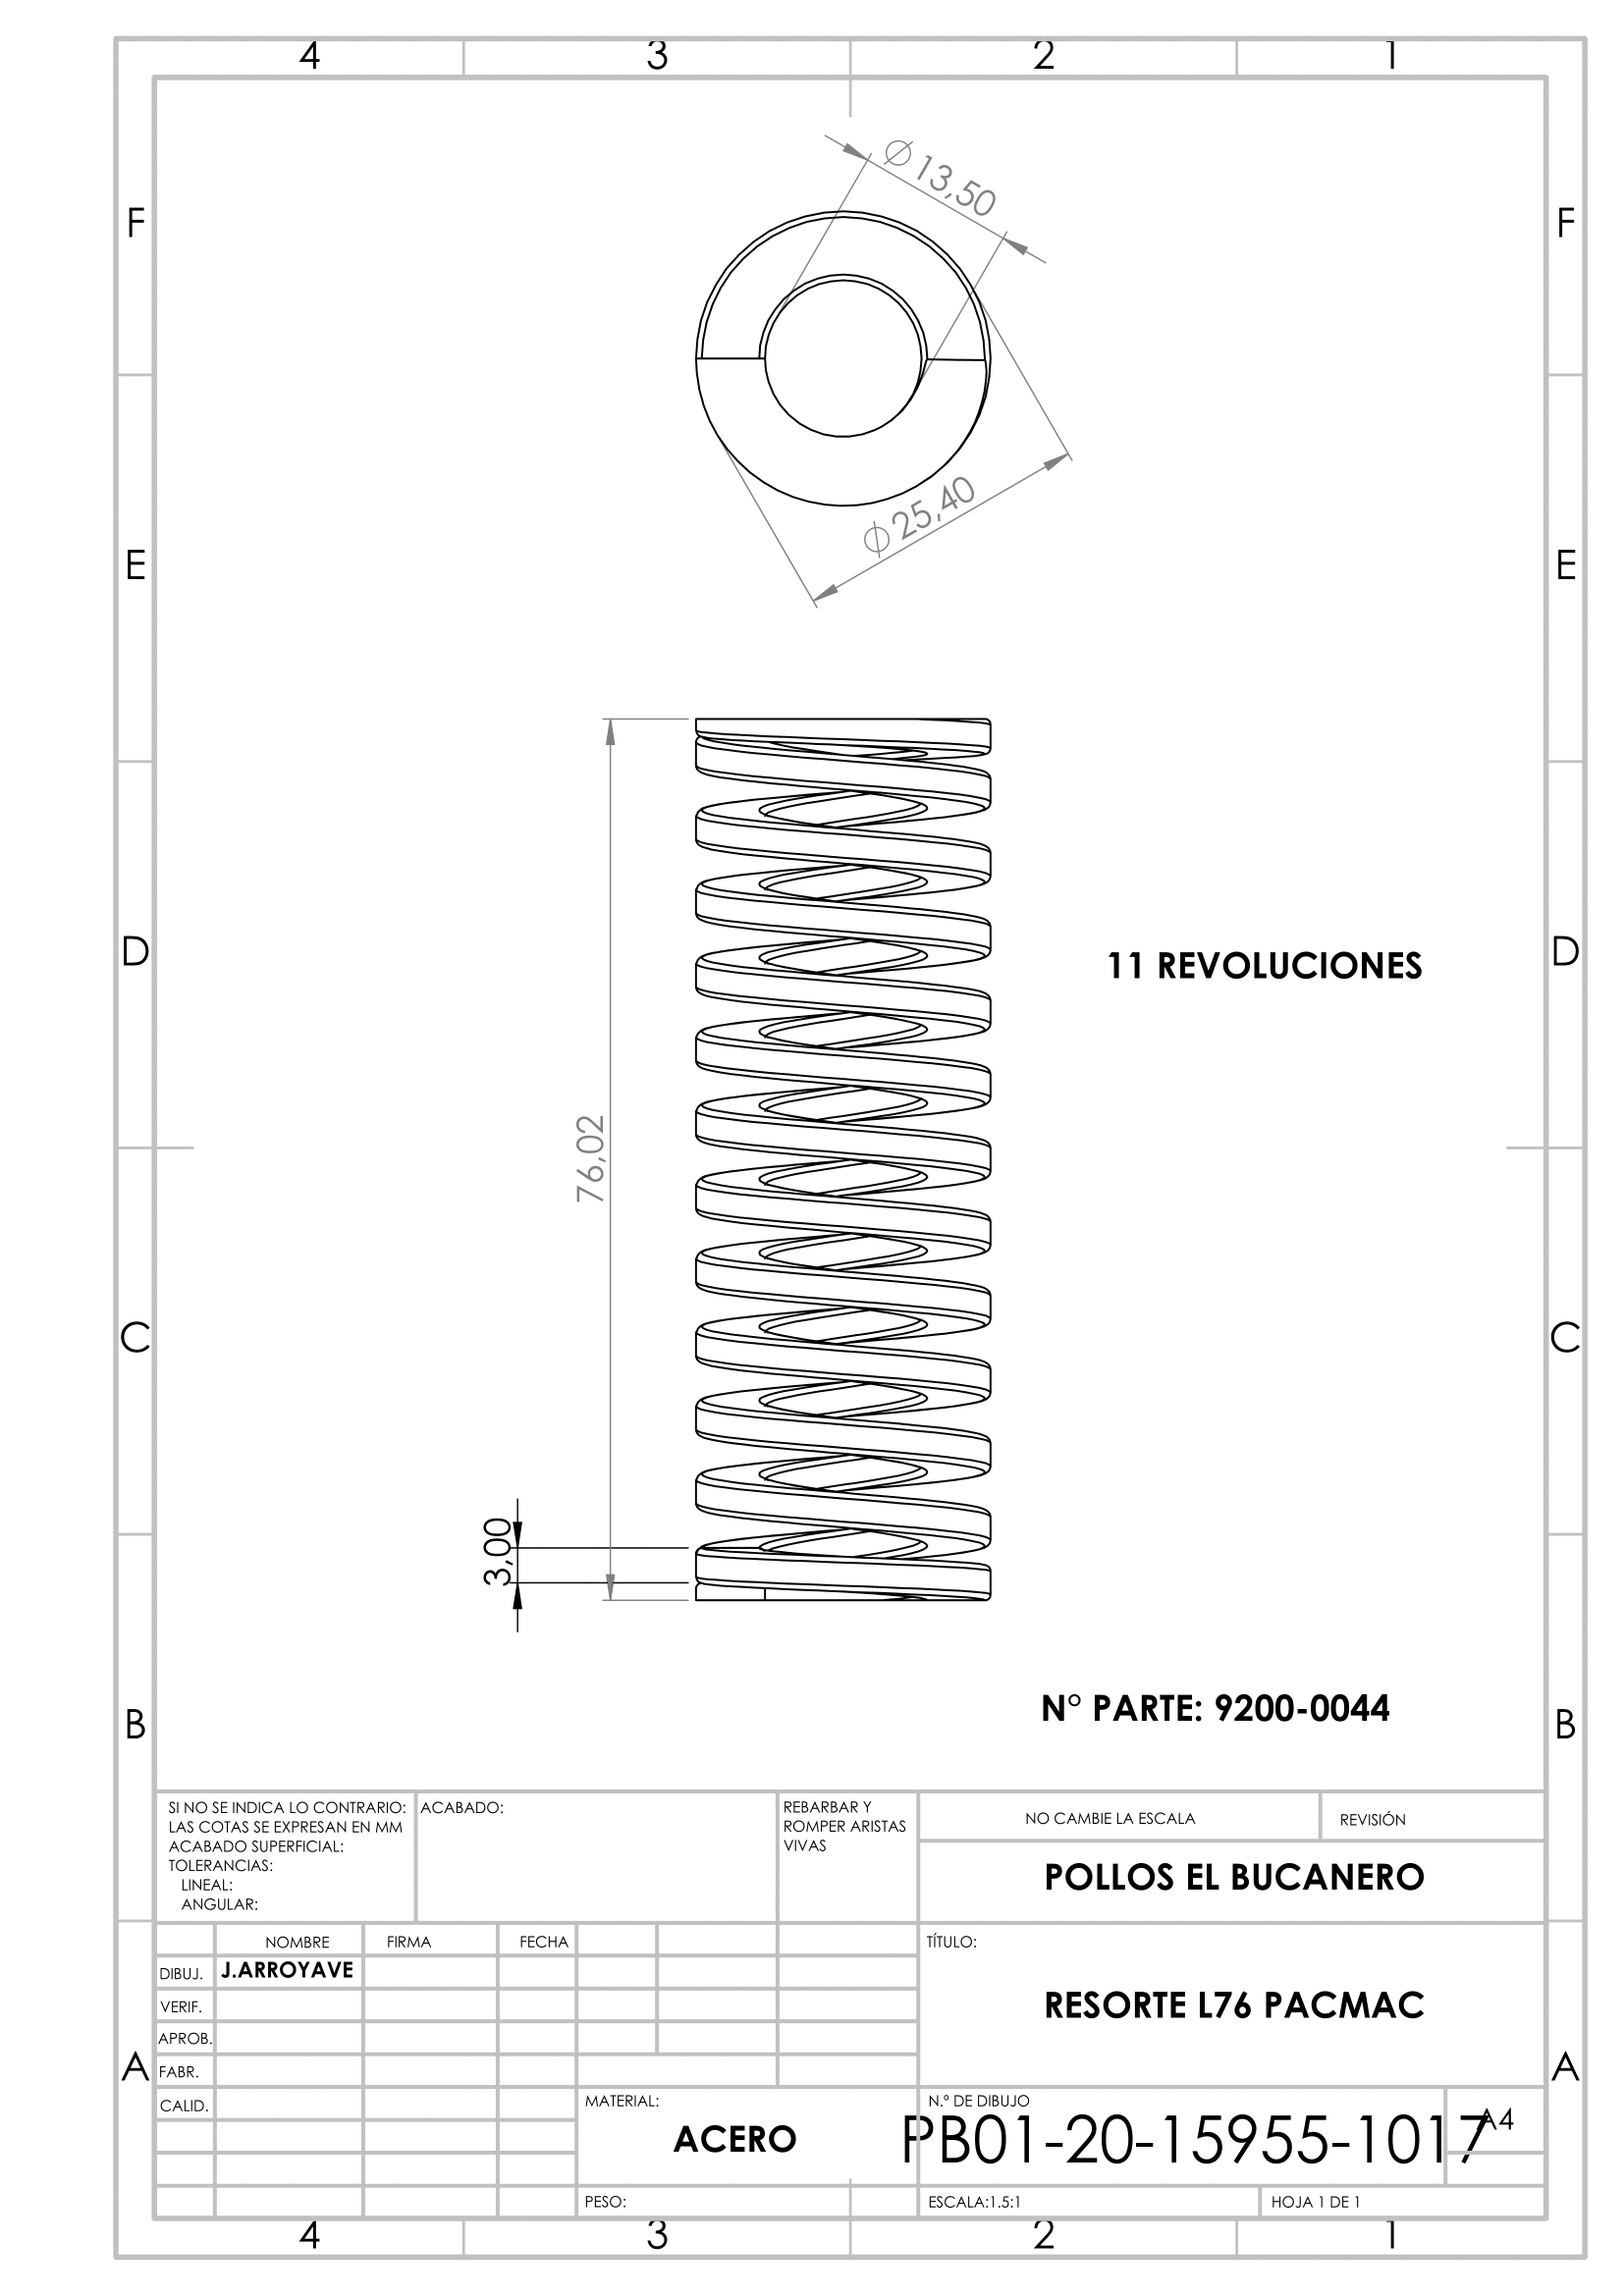 4 3 2 1
F F
E E
D D
C C
B B
A A
⌀ 13,50
⌀ 25,40
76,02
3,00
11 REVOLUCIONES
N° PARTE: 9200-0044
SI NO SE INDICA LO CONTRARIO:
LAS COTAS SE EXPRESAN EN MM
ACABADO SUPERFICIAL:
TOLERANCIAS:
LINEAL:
ANGULAR:
ACABADO:
REBARBAR Y
ROMPER ARISTAS
VIVAS
NO CAMBIE LA ESCALA
REVISIÓN
POLLOS EL BUCANERO
NOMBRE FIRMA FECHA
DIBUJ. J.ARROYAVE
VERIF.
APROB.
FABR.
CALID.
TÍTULO:
RESORTE L76 PACMAC
MATERIAL:
ACERO
N.º DE DIBUJO
PB01-20-15955-1017
A4
PESO:
ESCALA:1.5:1
HOJA 1 DE 1
4 3 2 1